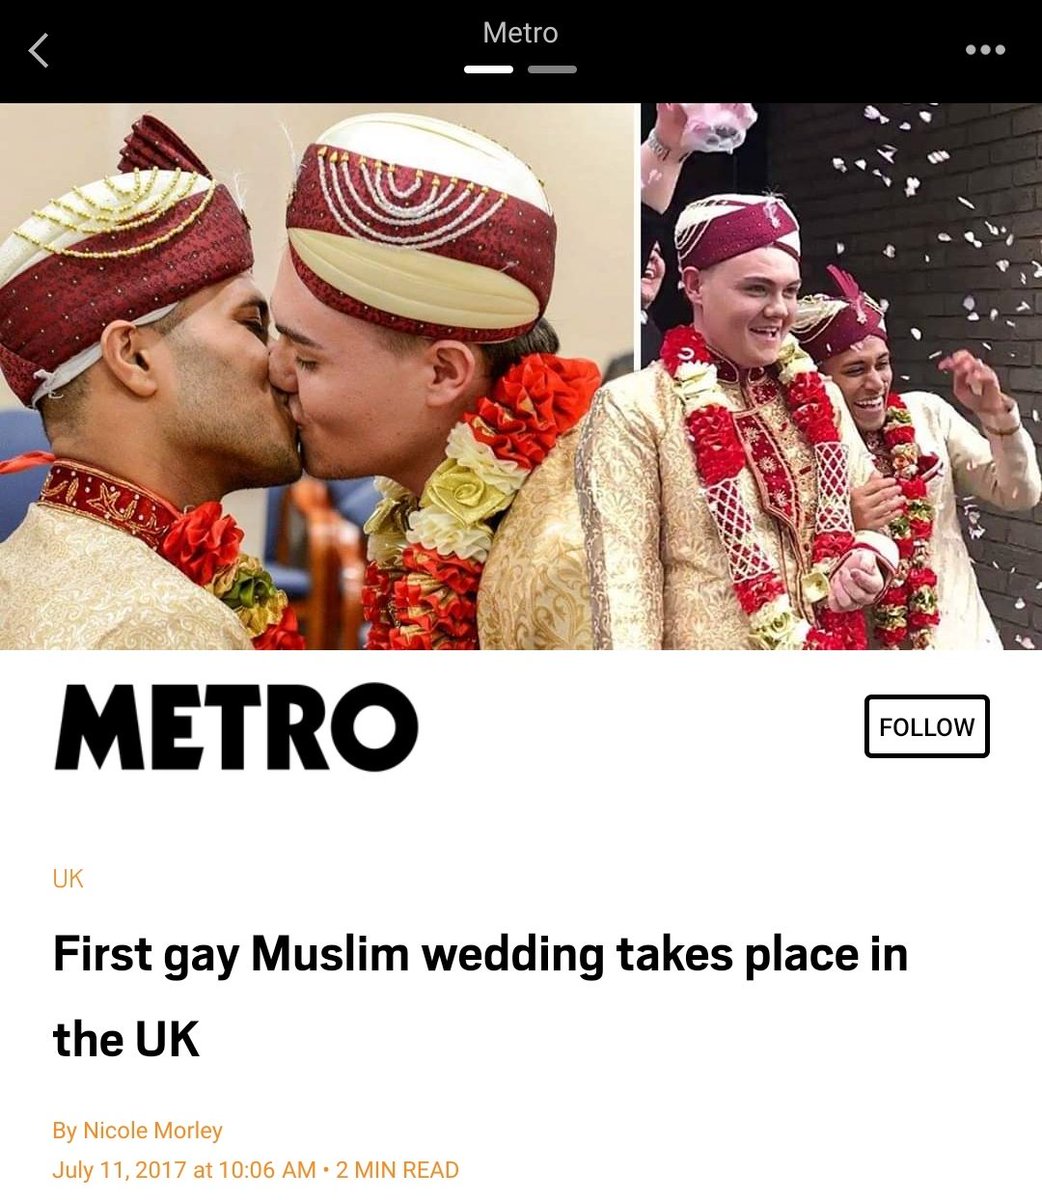 Metro
METRO
FOLLOW
UK
First gay Muslim wedding takes place in
the UK
By Nicole Morley
July 11, 2017 at 10:06 AM • 2 MIN READ